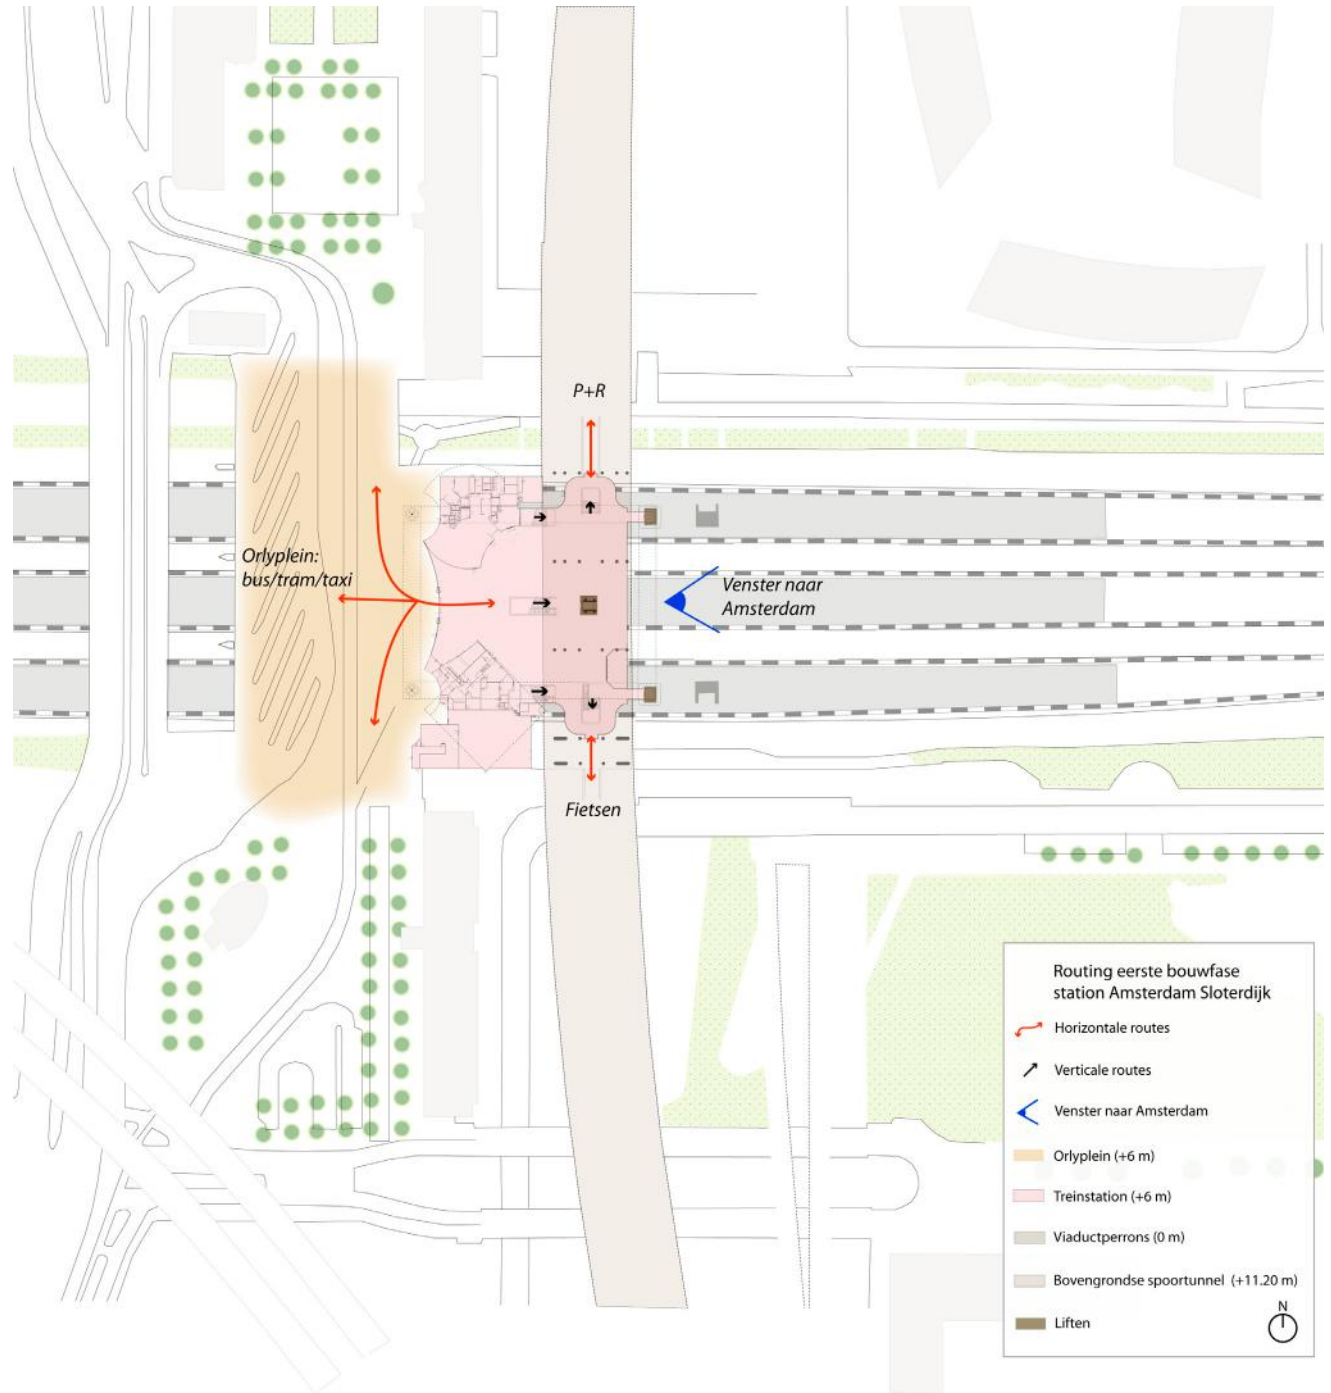 P+R
Orlyplein:
bus/tram/taxi
Venster naar
Amsterdam
Fietsen
Routing eerste bouwfase
station Amsterdam Sloterdijk
Horizontale routes
Verticale routes
Venster naar Amsterdam
Orlyplein (+6 m)
Treinstation (+6 m)
Viaductperrons (0 m)
Bovengrondse spoortunnel (+11.20 m)
N
Liften